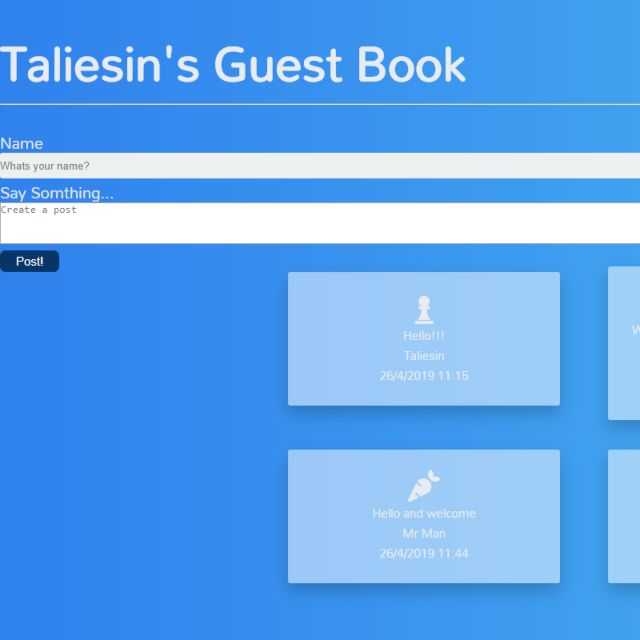 Taliesin's Guest Book
Name
Whats your name?
Say Somthing...
Create a post
Post!
Hello!!!
Taliesin
26/4/2019 11:15
W
Hello and welcome
Mr Man
26/4/2019 11:44